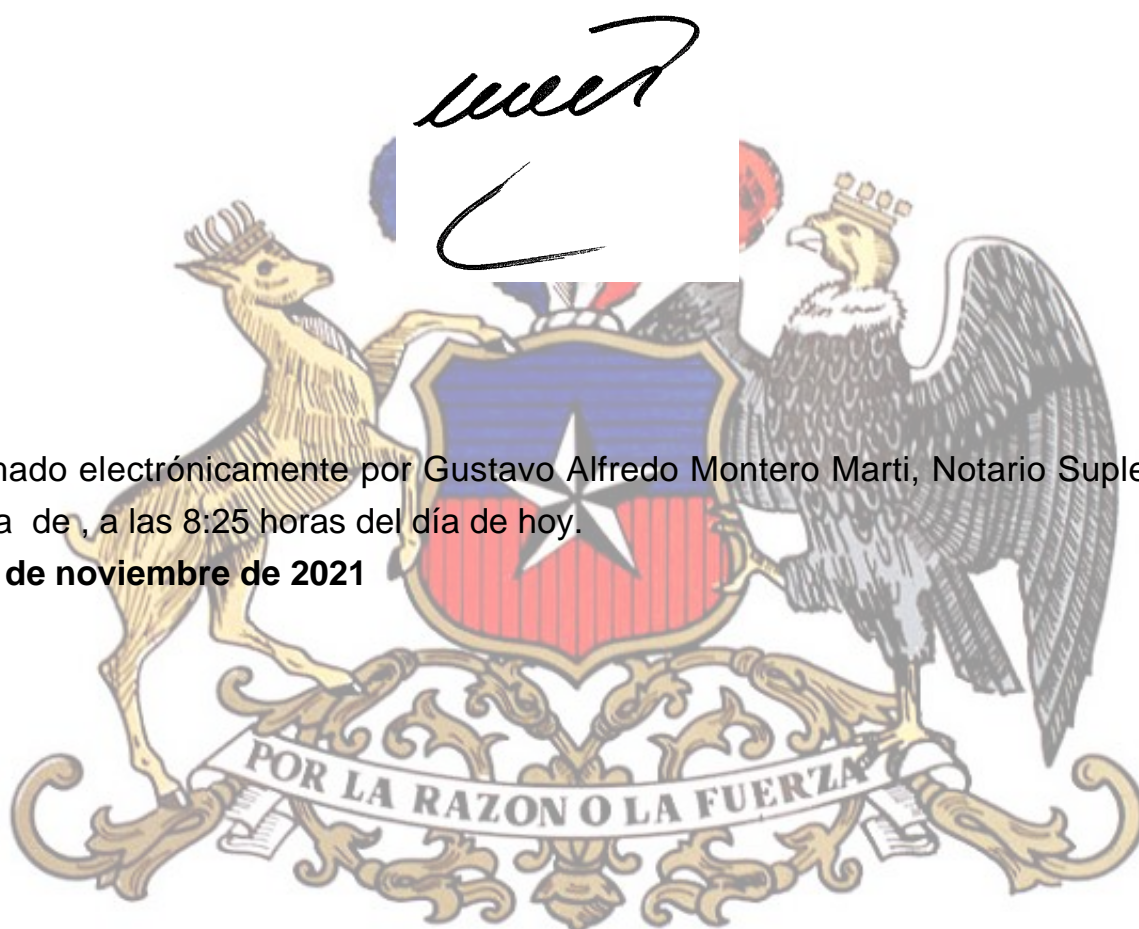 nado electrónicamente por Gustavo Alfredo Montero Marti, Notario Suple
a de , a las 8:25 horas del día de hoy.
de noviembre de 2021
POR LA RAZON O LA FUERZA